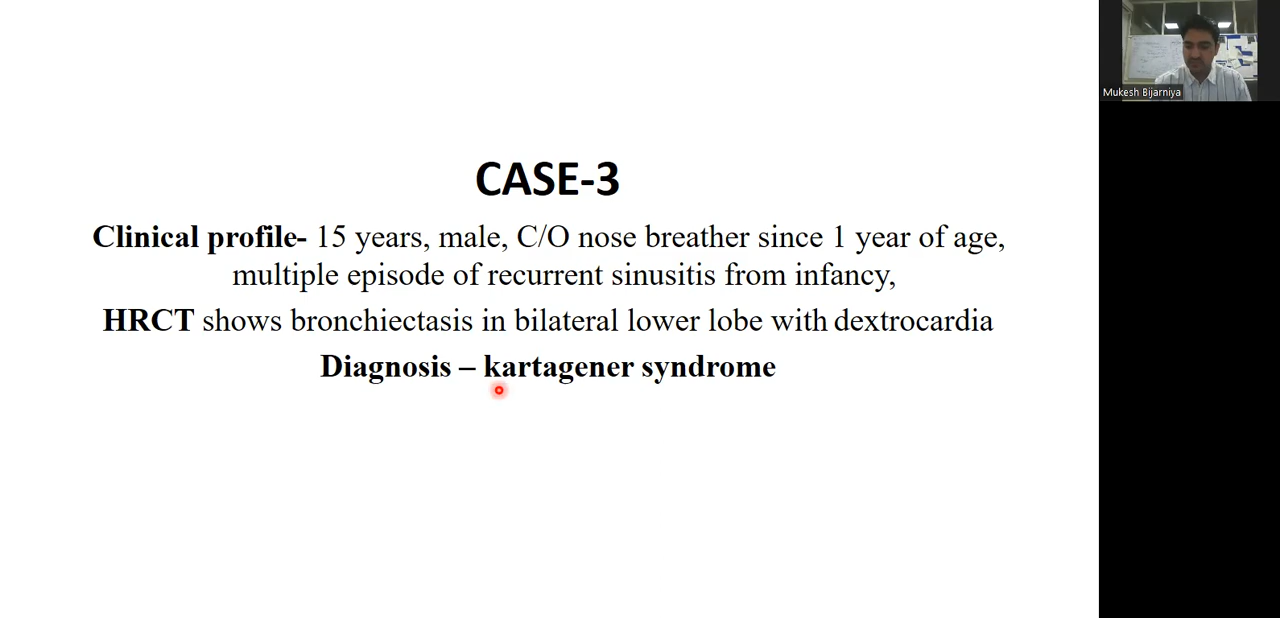 CASE-3
Clinical profile- 15 years, male, C/O nose breather since 1 year of age,
multiple episode of recurrent sinusitis from infancy,
HRCT shows bronchiectasis in bilateral lower lobe with dextrocardia
Diagnosis – kartagener syndrome
Mukesh Bijarniya